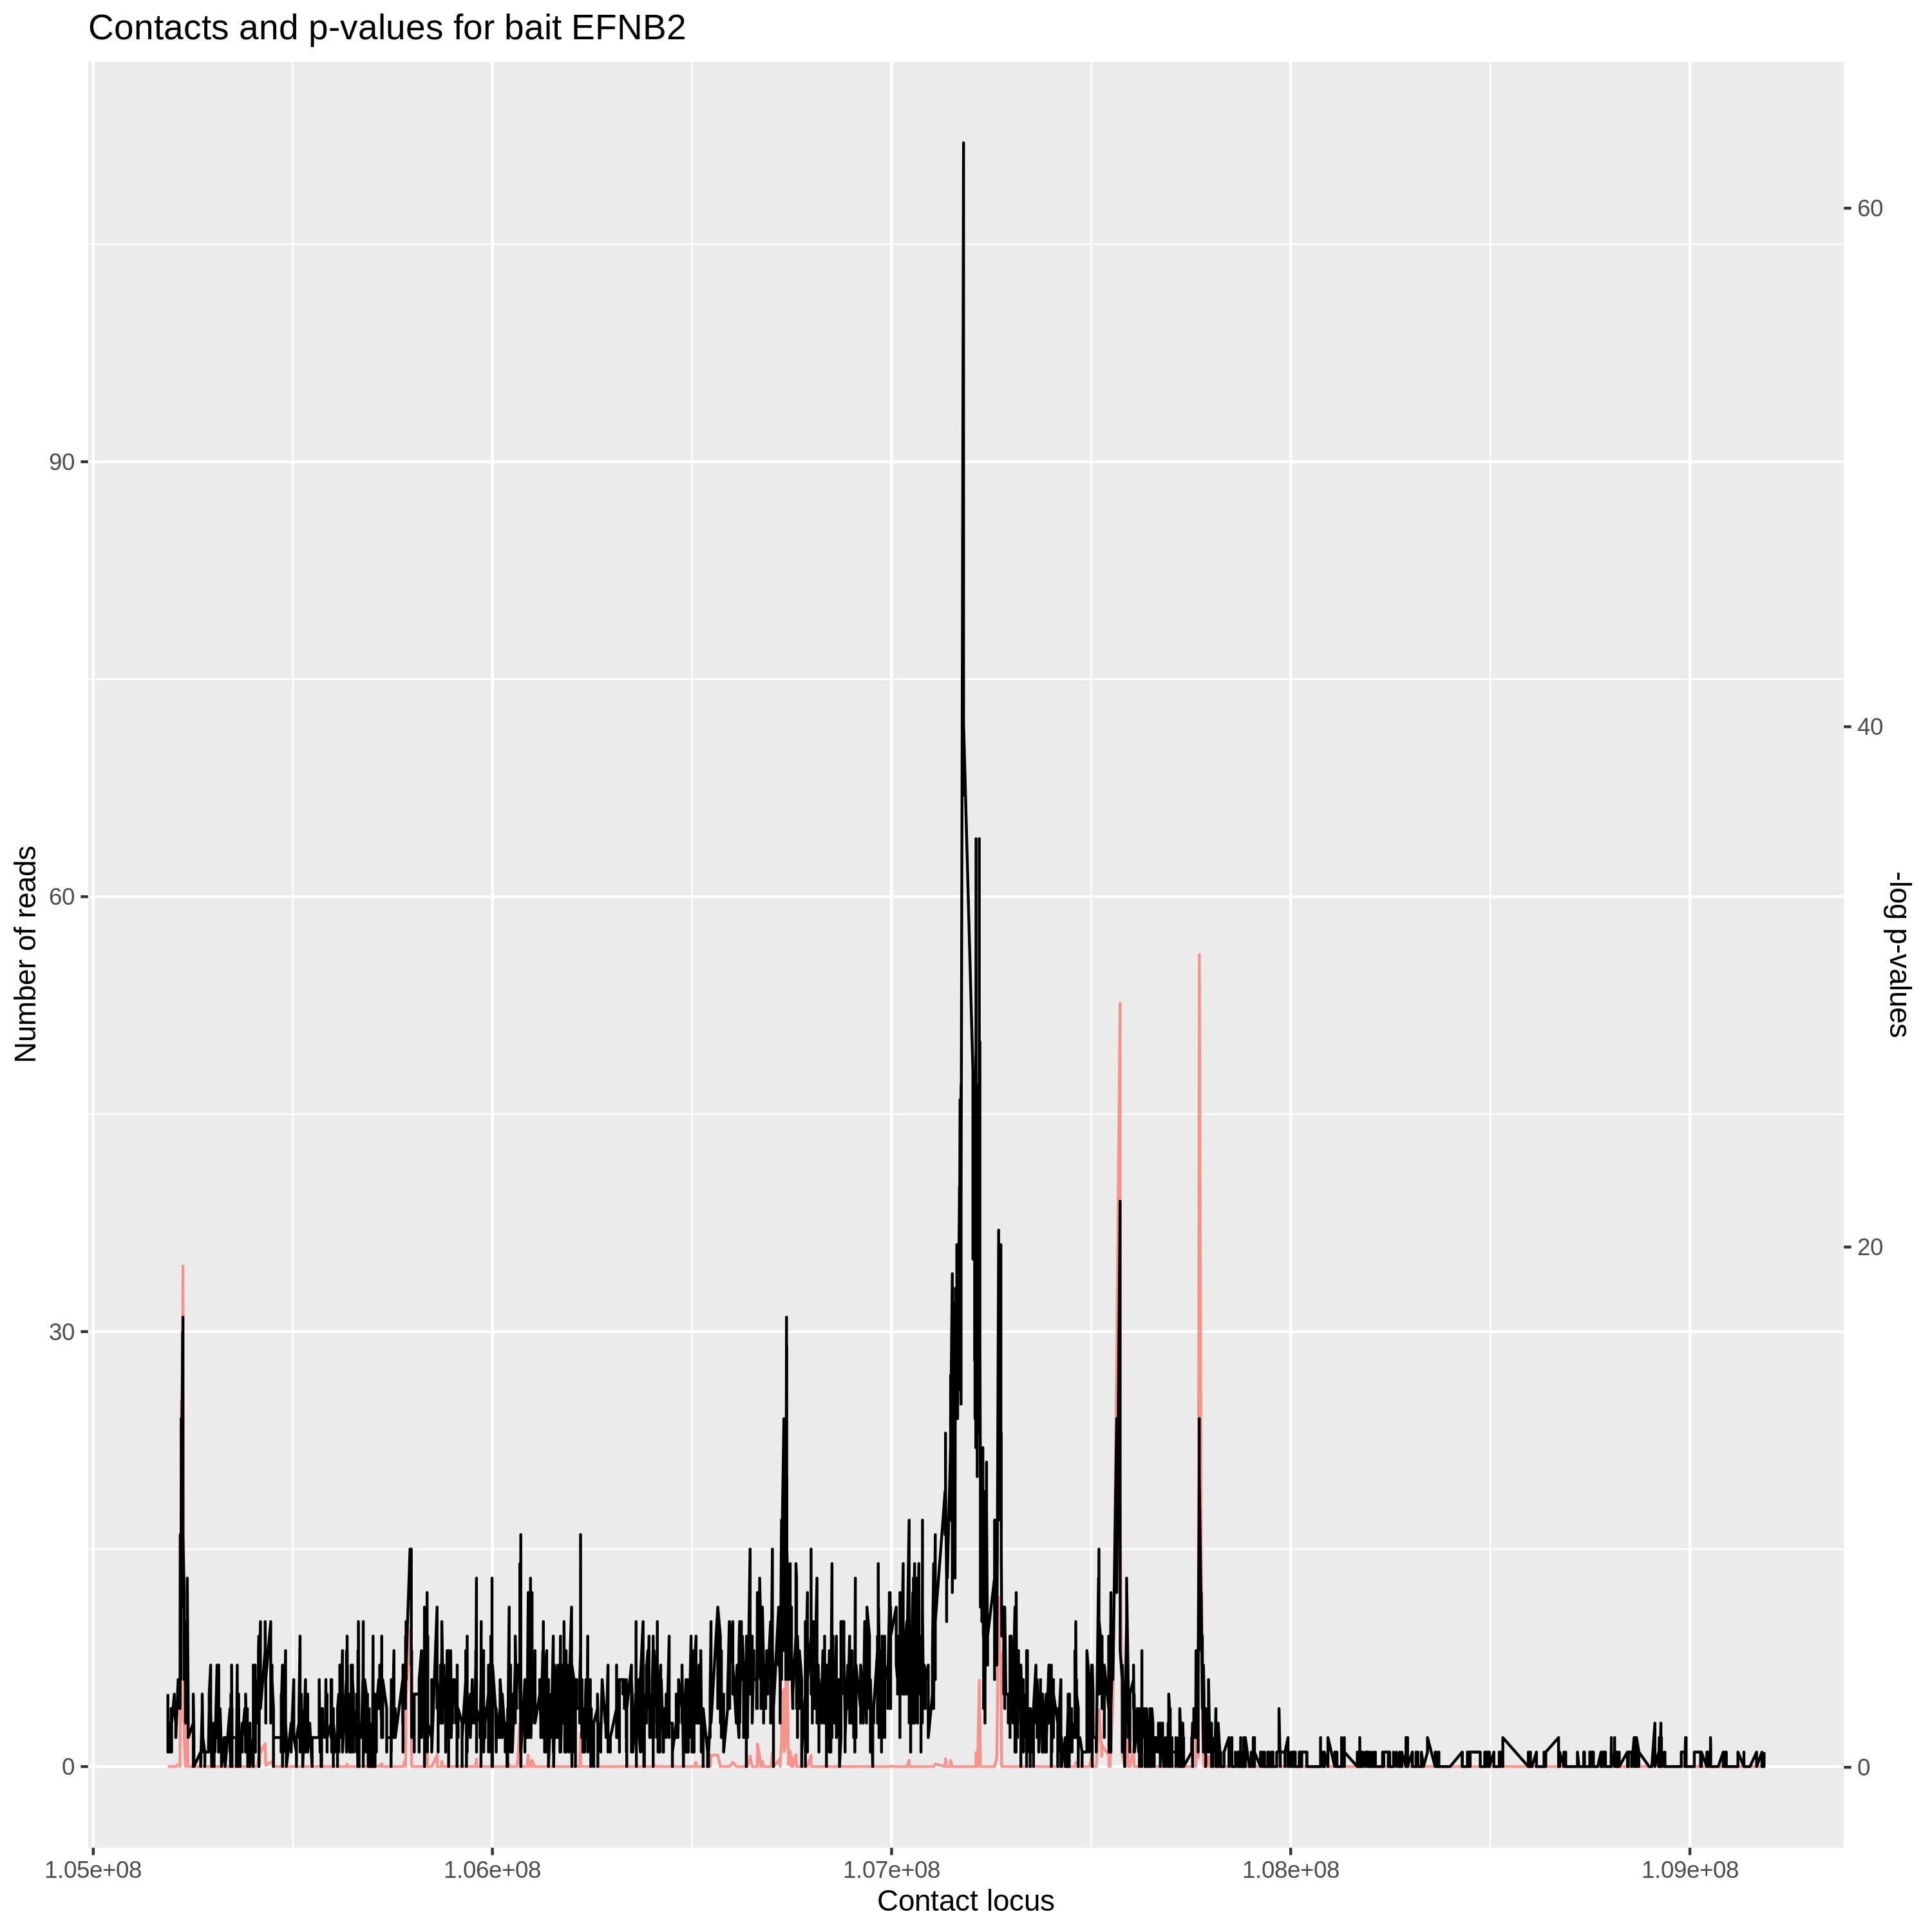 Contacts and p-values for bait EFNB2
Number of reads
90
60
30
0
60
40
20
0
-log p-values
1.05e+08
1.06e+08
1.07e+08
1.08e+08
1.09e+08
Contact locus